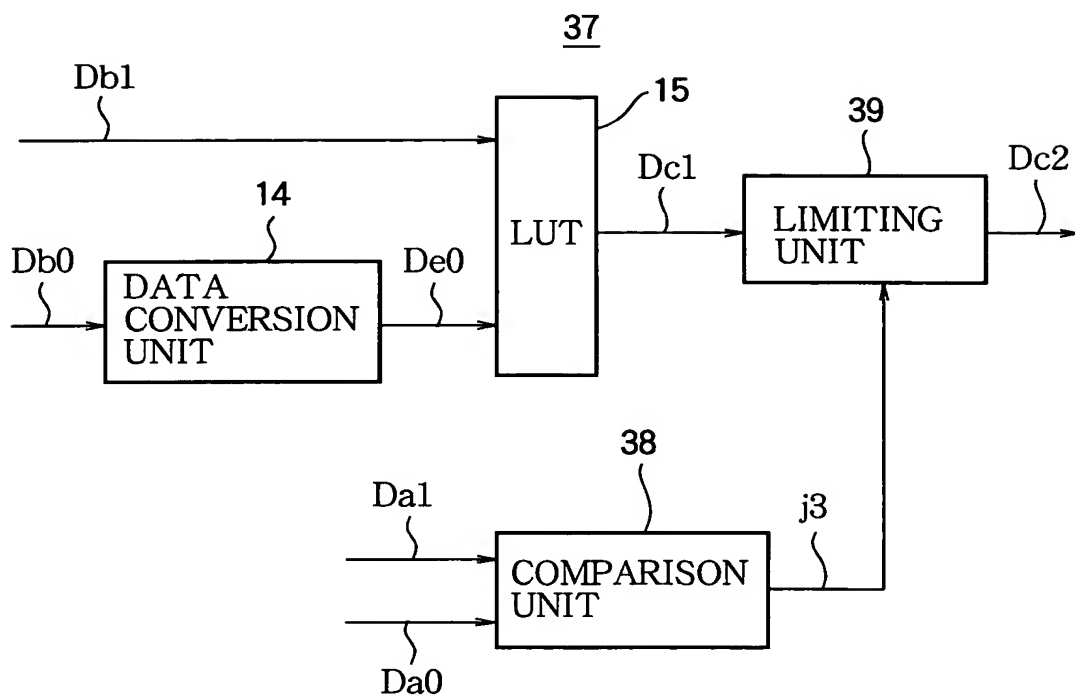 37
Db1
15
39
Dc1
Dc2
14
LUT
LIMITING
UNIT
Db0
De0
DATA
CONVERSION
UNIT
38
Da1
j3
COMPARISON
UNIT
Da0